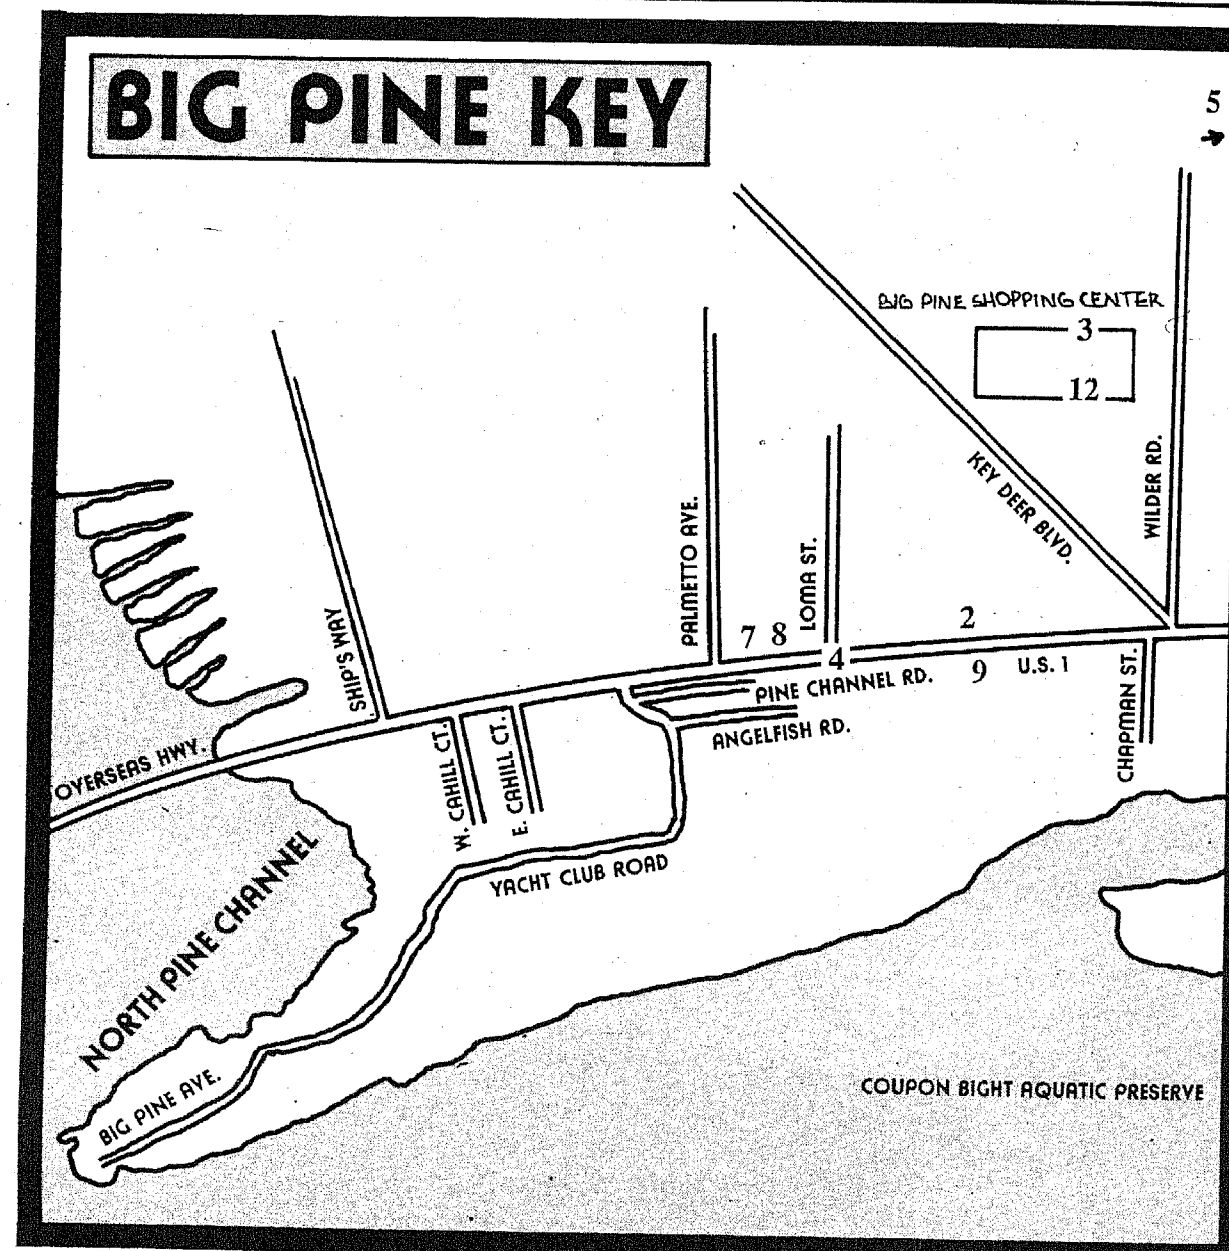 BIG PINE KEY
5
BIG PINE SHOPPING CENTER
3
12
KEY DEER BLVD.
WILDER RD.
PALMETTO AVE.
LOMA ST.
SHIP'S WAY
7 8
2
4
9
U.S. 1
PINE CHANNEL RD.
ANGELFISH RD.
CHAPMAN ST.
OVERSEAS HWY.
W. CAHILL CT.
E. CAHILL CT.
YACHT CLUB ROAD
NORTH PINE CHANNEL
BIG PINE AVE.
COUPON BIGHT AQUATIC PRESERVE